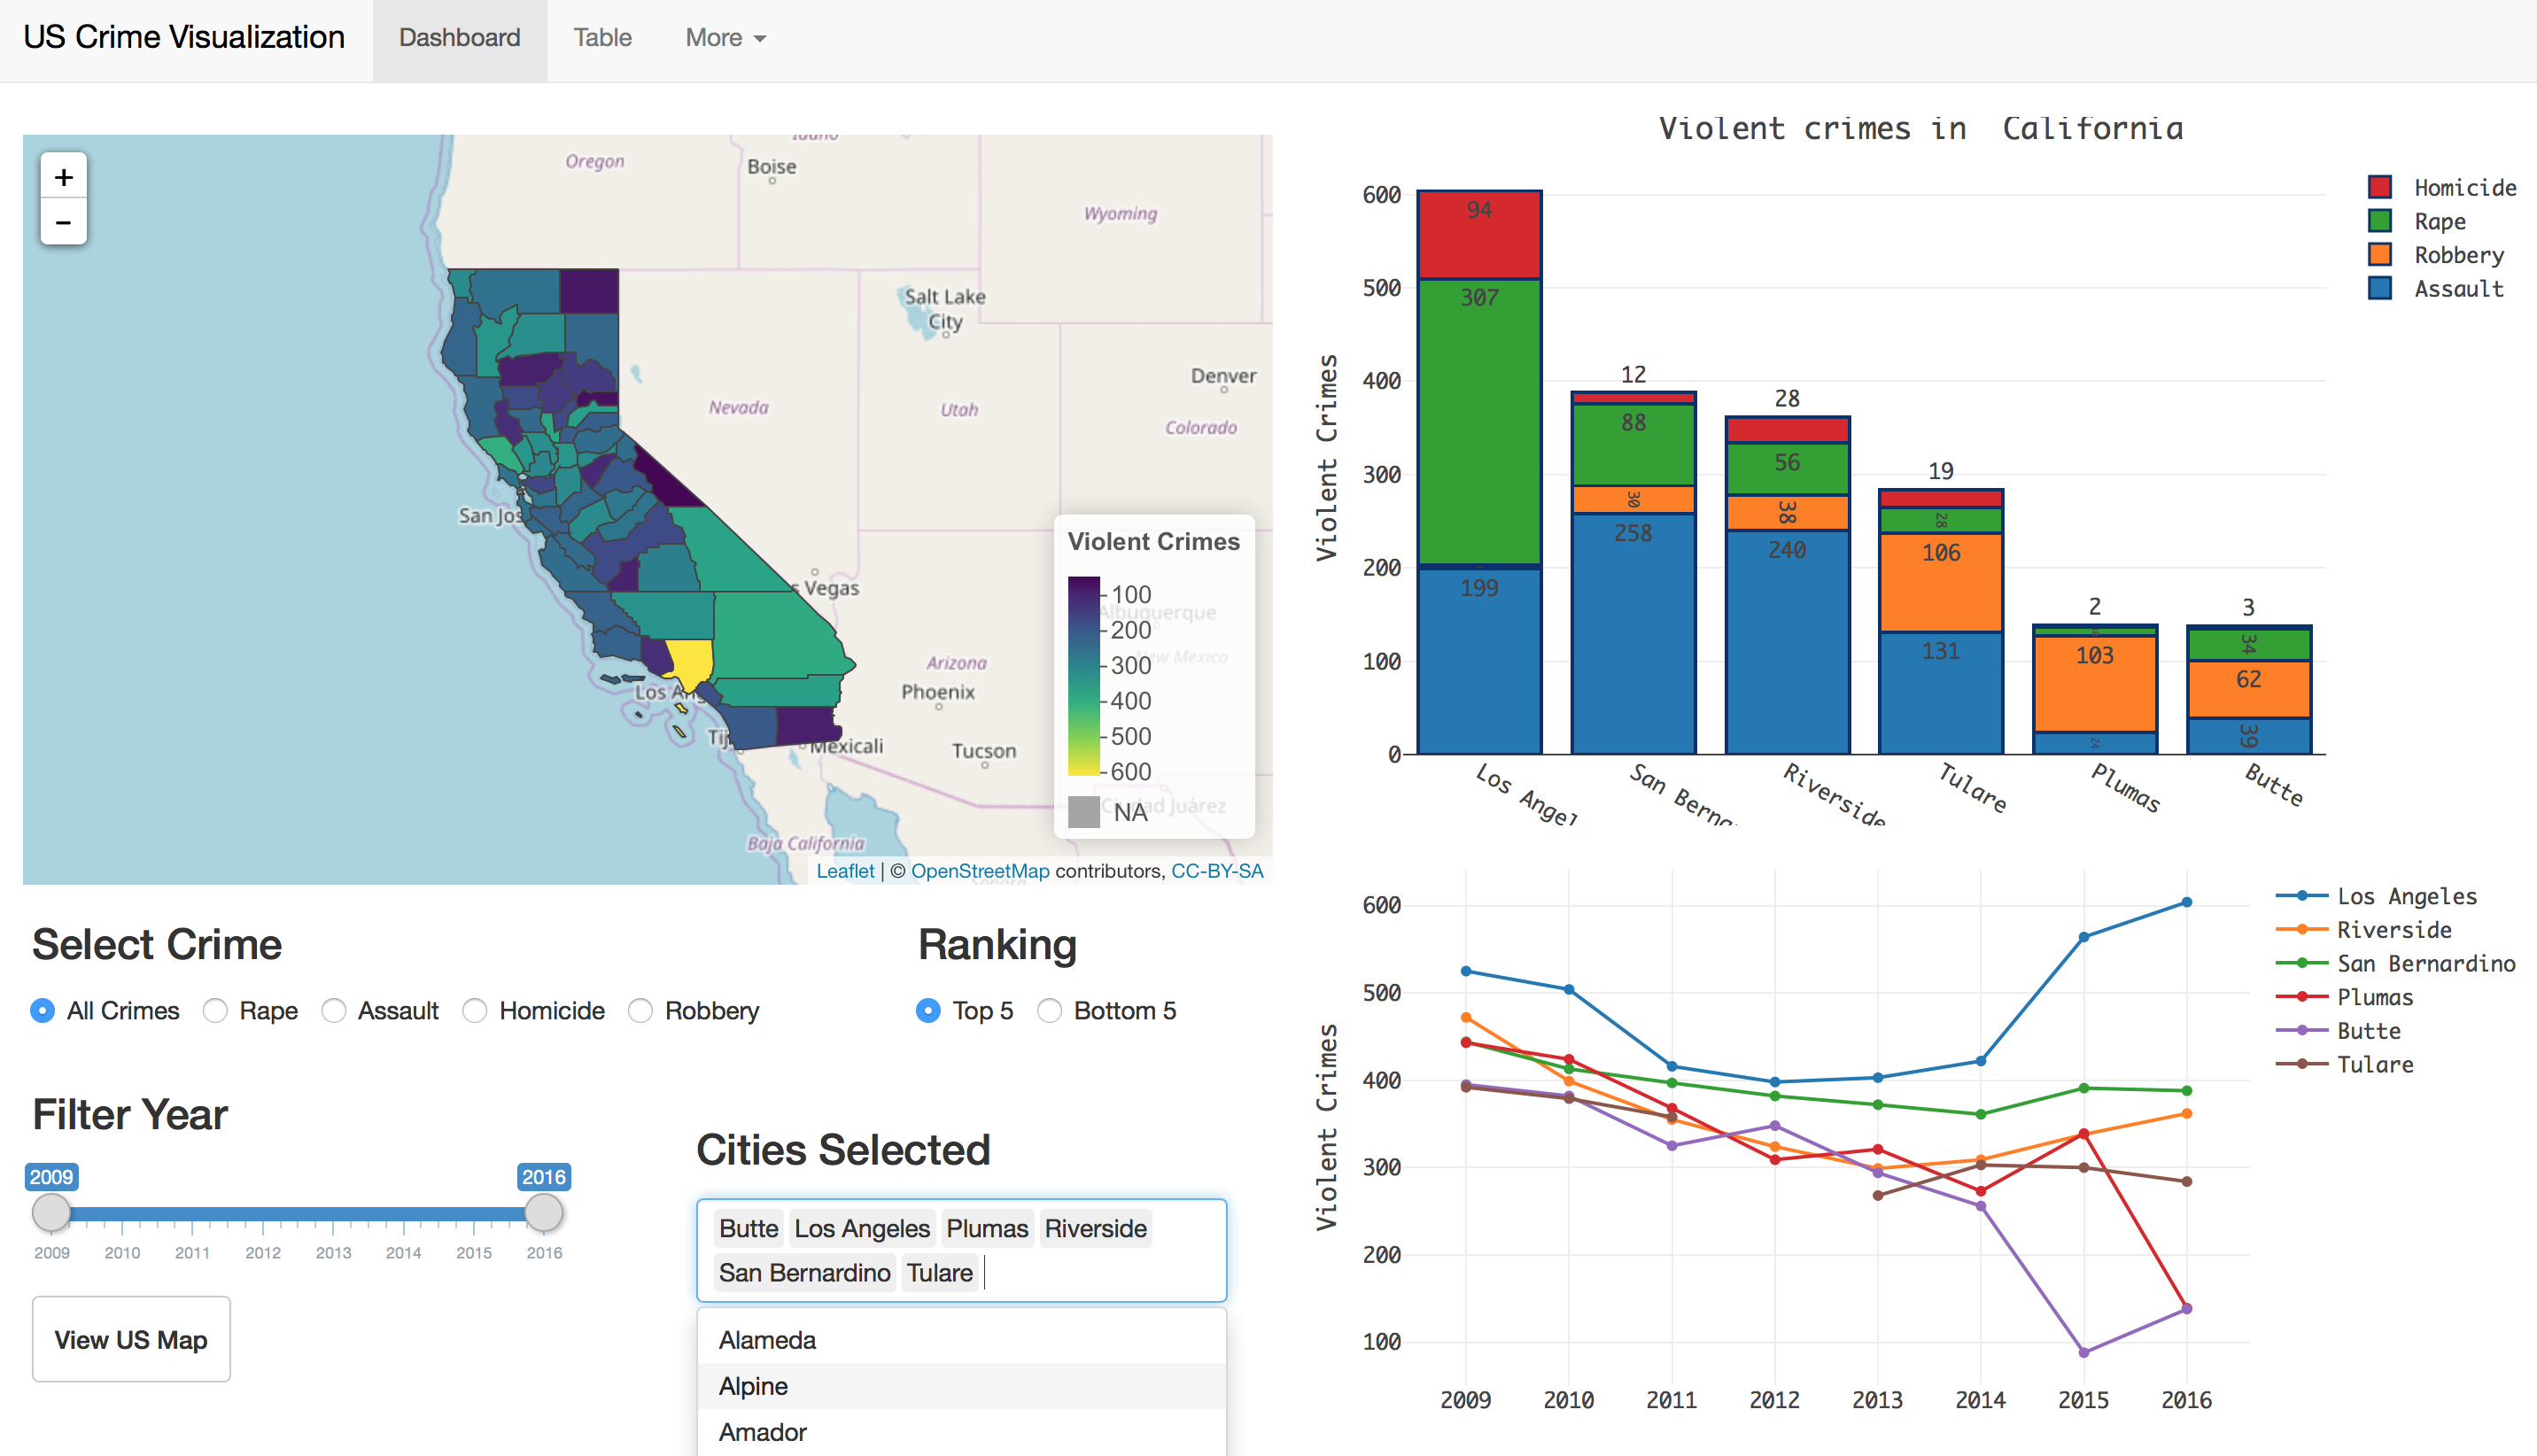 US Crime Visualization Dashboard Table More
+
−
Oregon
Boise
Wyoming
Salt Lake
City
Denver
Nevada
Utah
Colorado
San Jos
s Vegas
Albuquerque
New Mexico
Arizona
Los Ang
Phoenix
Tij
Mexicali
Tucson
Ciudad Juárez
Baja California
Violent Crimes
100
200
300
400
500
600
NA
Leaflet | © OpenStreetMap contributors, CC-BY-SA
Select Crime
All Crimes Rape Assault Homicide Robbery
Ranking
Top 5 Bottom 5
Filter Year
2009 2016
2009 2010 2011 2012 2013 2014 2015 2016
View US Map
Cities Selected
Butte Los Angeles Plumas Riverside
San Bernardino Tulare
Alameda
Alpine
Amador
Violent crimes in California
Homicide
Rape
Robbery
Assault
Violent Crimes
600
500
400
300
200
100
0
94
307
199
12
88
30
258
28
56
38
240
19
28
106
131
2
103
24
3
34
62
39
Los Angel
San Berna
Riverside
Tulare
Plumas
Butte
Violent Crimes
600
500
400
300
200
100
2009 2010 2011 2012 2013 2014 2015 2016
Los Angeles
Riverside
San Bernardino
Plumas
Butte
Tulare